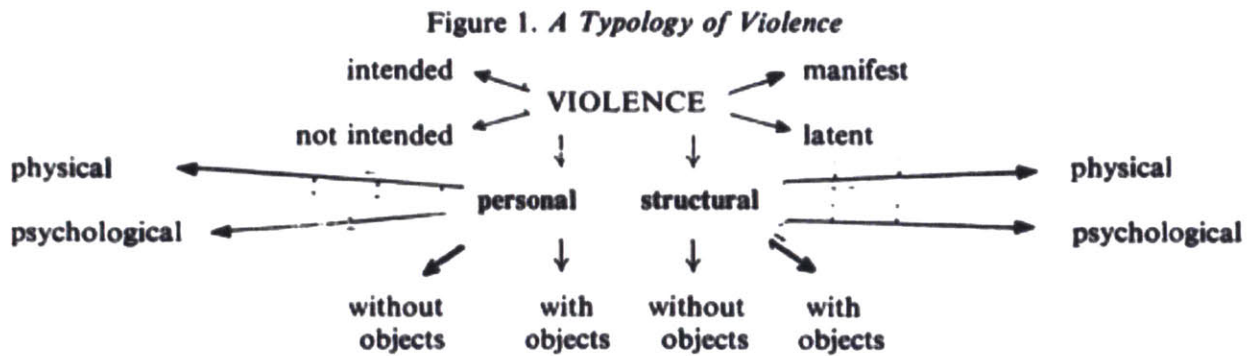 Figure 1. A Typology of Violence
intended
manifest
VIOLENCE
not intended
latent
physical
physical
personal
structural
psychological
psychological
without
objects
with
objects
without
objects
with
objects